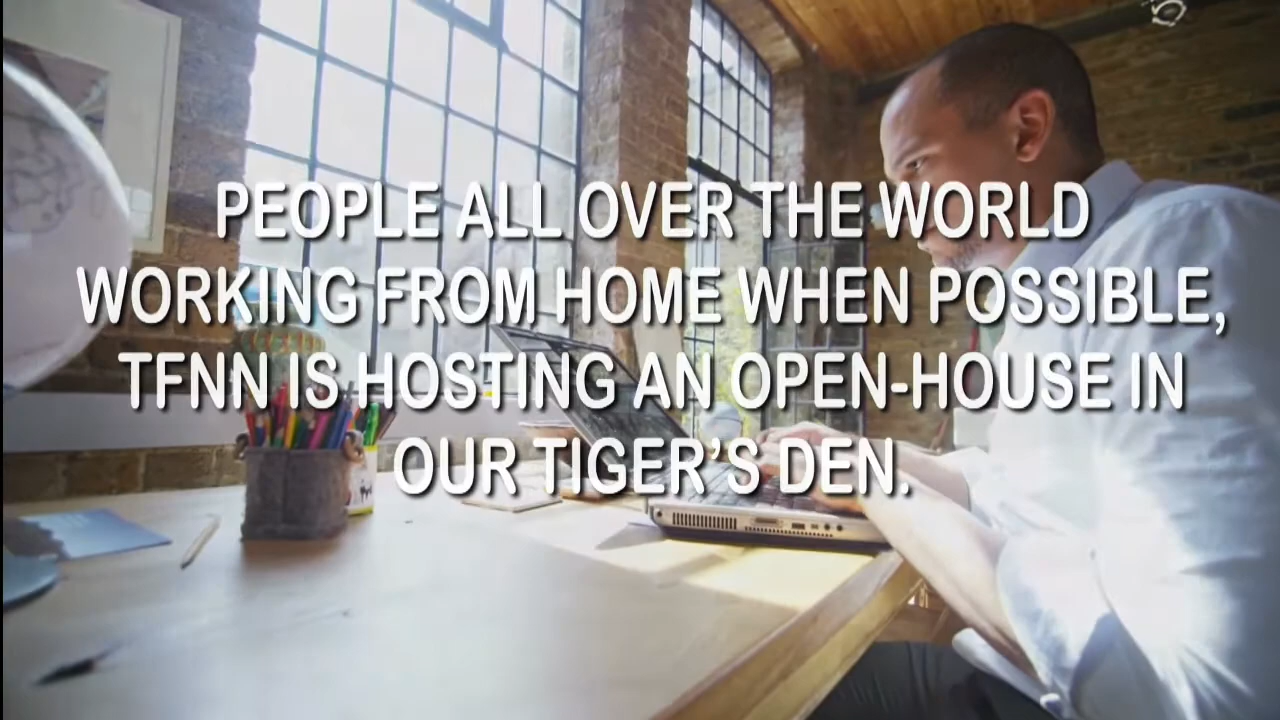 PEOPLE ALL OVER THE WORLD
WORKING FROM HOME WHEN POSSIBLE,
TFNN IS HOSTING AN OPEN-HOUSE IN
OUR TIGER’S DEN.